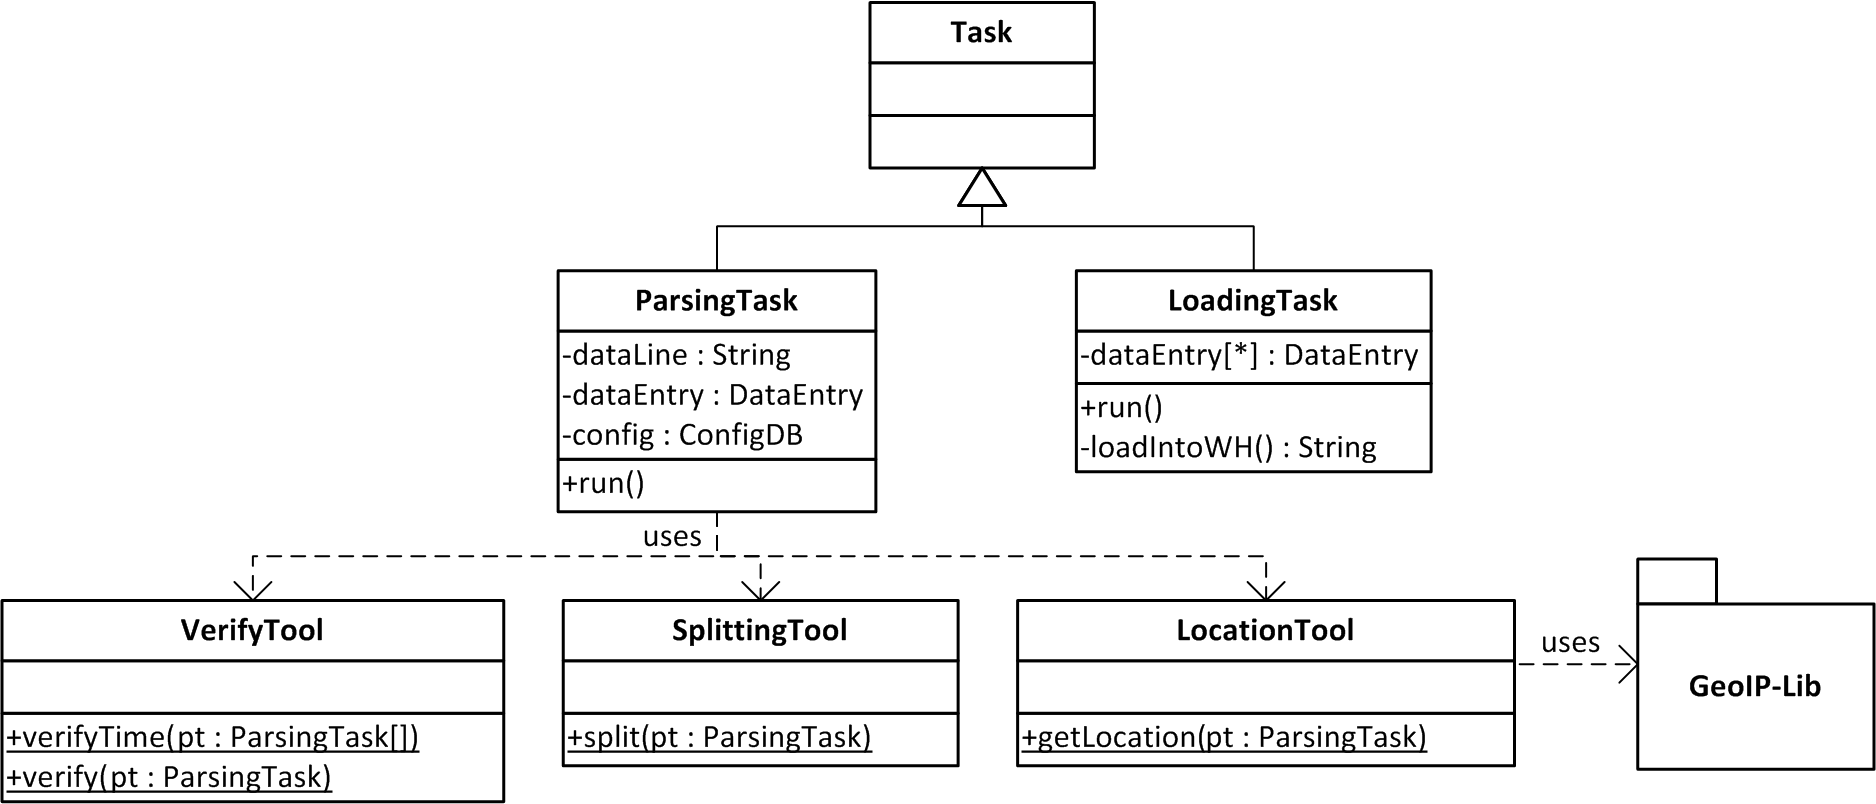 Task
ParsingTask
-dataLine : String
-dataEntry : DataEntry
-config : ConfigDB
+run()
LoadingTask
-dataEntry[*] : DataEntry
+run()
-loadIntoWH() : String
uses
VerifyTool
+verifyTime(pt : ParsingTask[])
+verify(pt : ParsingTask)
SplittingTool
+split(pt : ParsingTask)
LocationTool
+getLocation(pt : ParsingTask)
uses
GeoIP-Lib